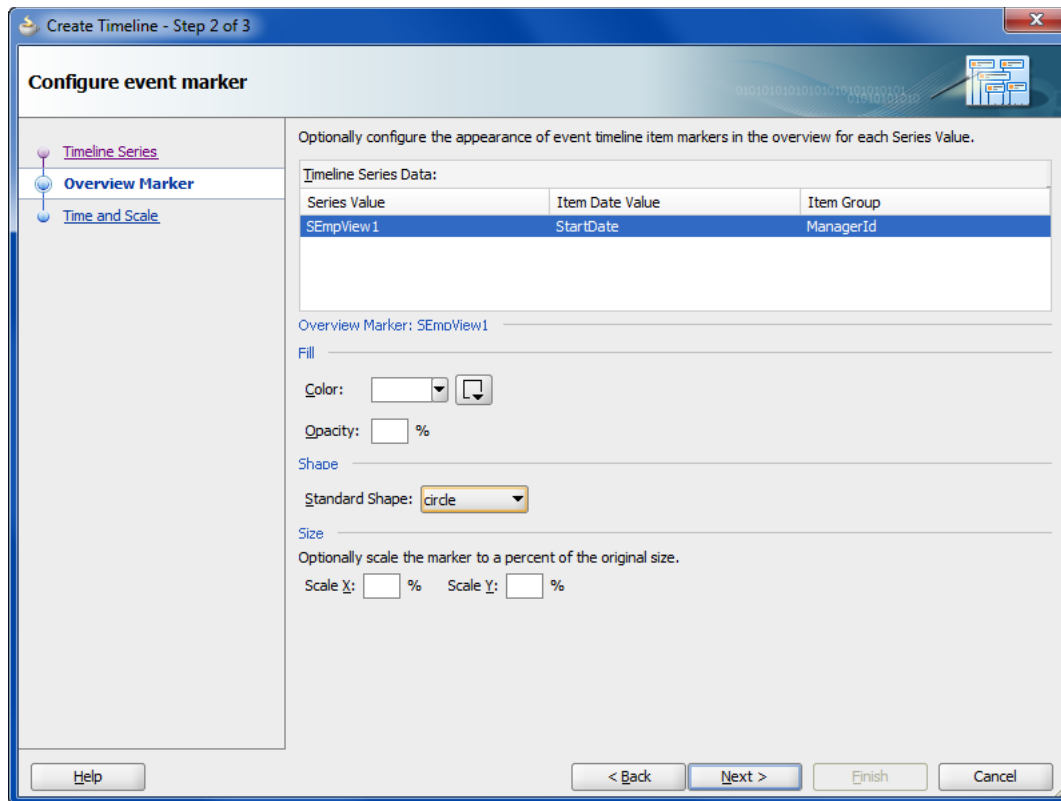 Create Timeline - Step 2 of 3
Configure event marker
0101010101010101010101010101
01010101010
Timeline Series
Overview Marker
Time and Scale
Optionally configure the appearance of event timeline item markers in the overview for each Series Value.
Timeline Series Data:
Series Value Item Date Value Item Group
SEmpView1 StartDate ManagerId
Overview Marker: SEmpView1
Fill
Color:
Opacity: %
Shape
Standard Shape: circle
Size
Optionally scale the marker to a percent of the original size.
Scale X: % Scale Y: %
Help < Back Next > Finish Cancel